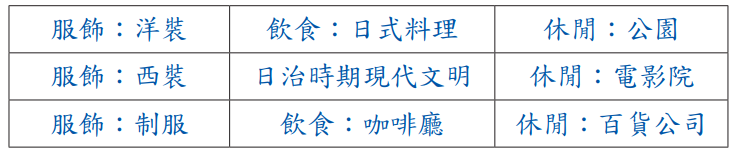 服飾：洋裝 飲食：日式料理 休閒：公園
服飾：西裝 日治時期現代文明 休閒：電影院
服飾：制服 飲食：咖啡廳 休閒：百貨公司